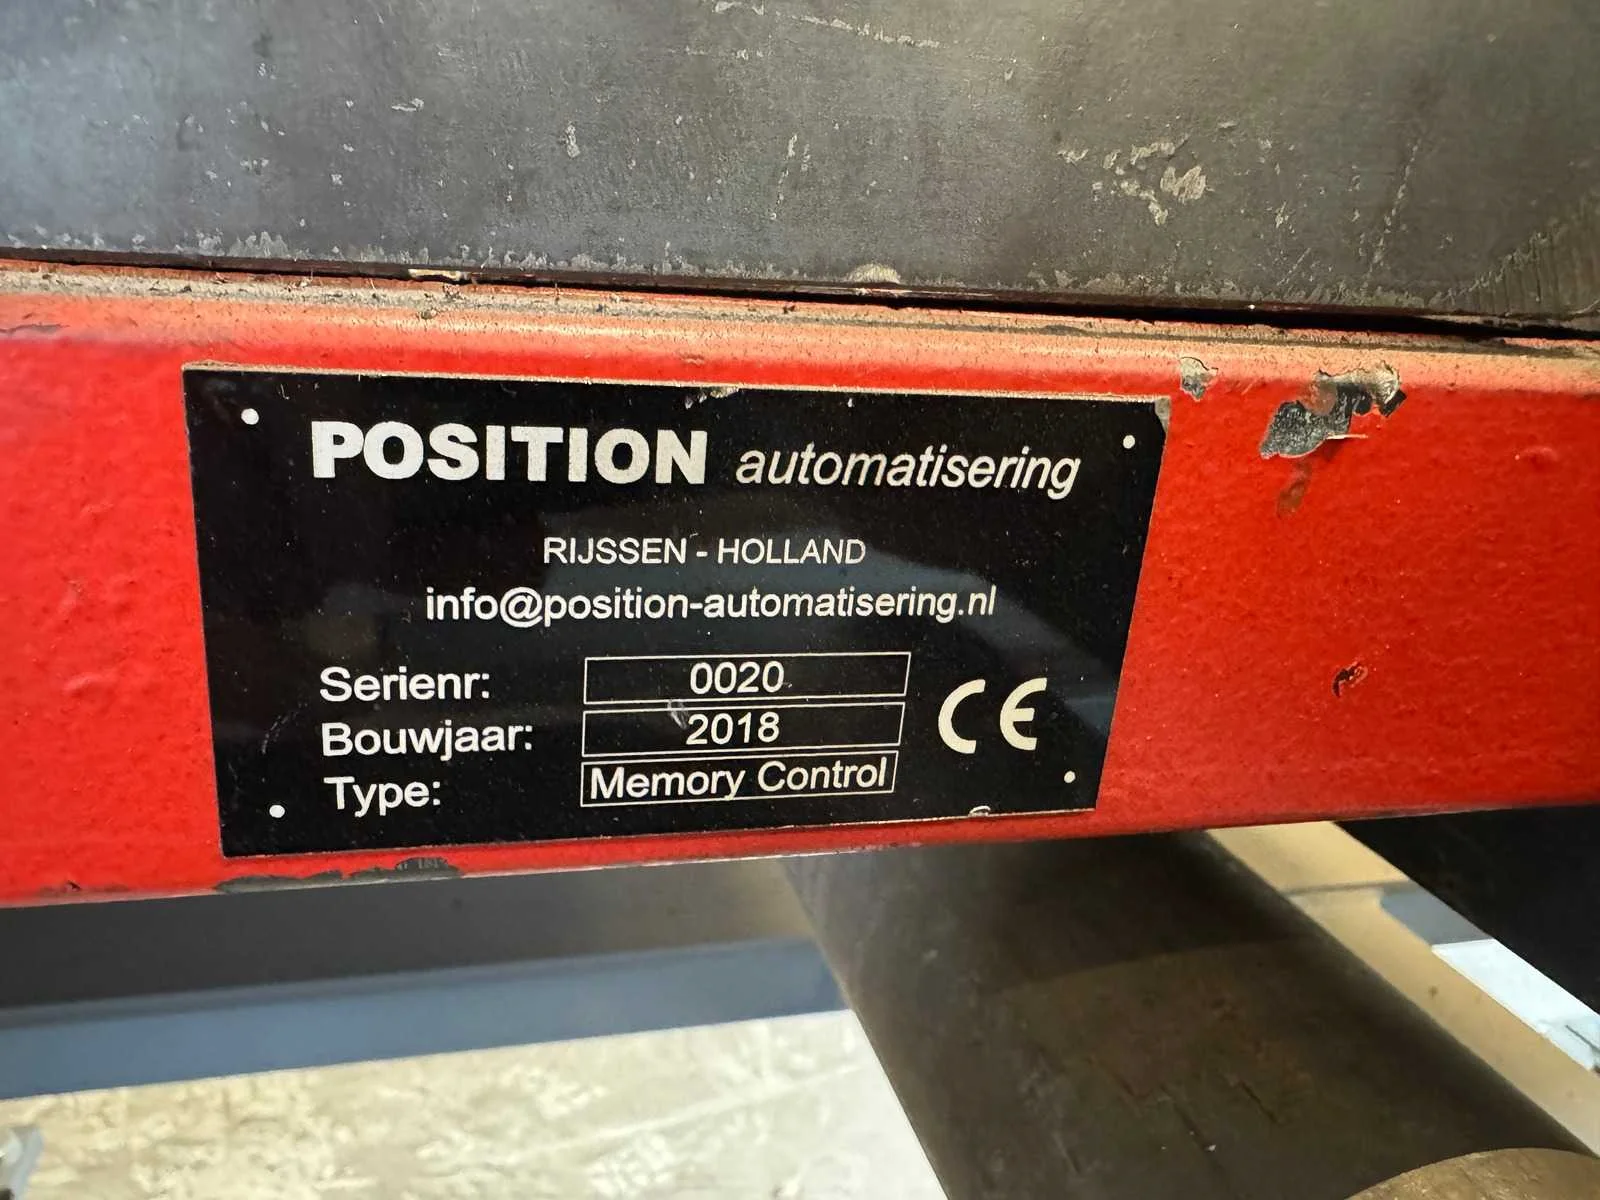 POSITION automatisering
RIJSSEN - HOLLAND
info@position-automatisering.nl
Serienr: 0020
Bouwjaar: 2018
Type: Memory Control
CE